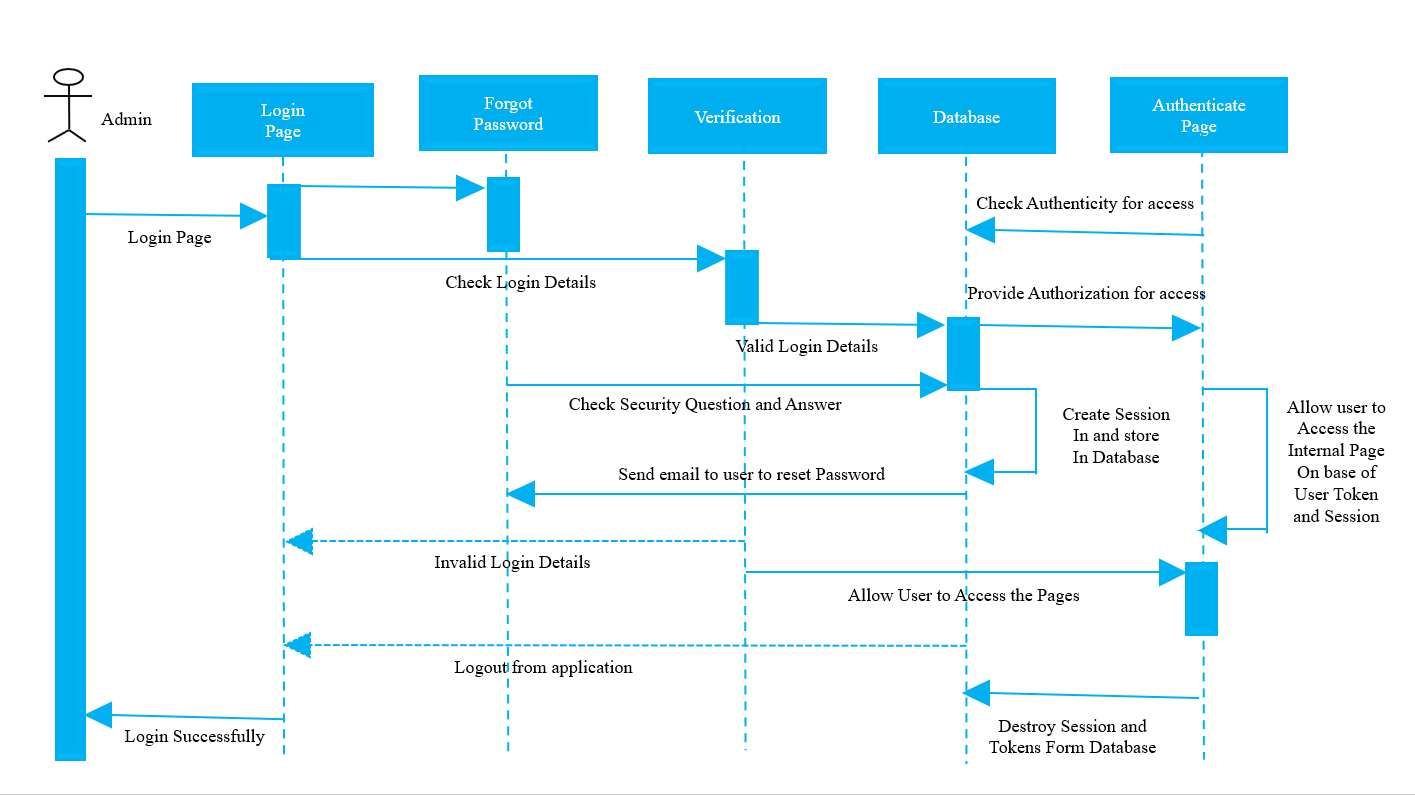 Admin
Login
Page
Forgot
Password
Verification
Database
Authenticate
Page
Check Authenticity for access
Login Page
Check Login Details
Provide Authorization for access
Valid Login Details
Check Security Question and Answer
Create Session
In and store
In Database
Allow user to
Access the
Internal Page
On base of
User Token
and Session
Send email to user to reset Password
Invalid Login Details
Allow User to Access the Pages
Logout from application
Login Successfully
Destroy Session and
Tokens Form Database